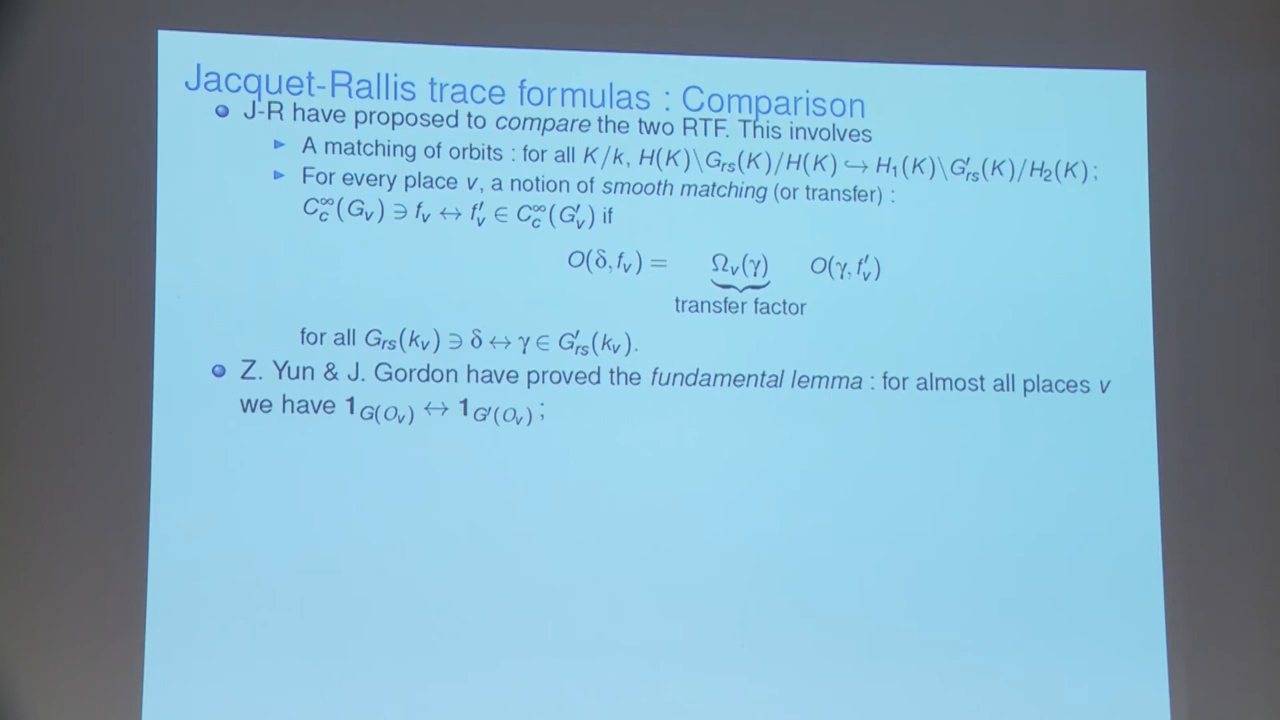 Jacquet-Rallis trace formulas : Comparison
J-R have proposed to compare the two RTF. This involves
A matching of orbits : for all K/k, H(K)\G_rs(K)/H(K) ↪ H₁(K)\G'_rs(K)/H₂(K);
For every place v, a notion of smooth matching (or transfer) :
C_c^∞(G_v) ∋ f_v ↔ f'_v ∈ C_c^∞(G'_v) if
O(δ, f_v) = Ω_v(γ) O(γ, f'_v)
transfer factor
for all G_rs(k_v) ∋ δ ↔ γ ∈ G'_rs(k_v).
Z. Yun & J. Gordon have proved the fundamental lemma : for almost all places v
we have 1_G(O_v) ↔ 1_G'(O_v) ;